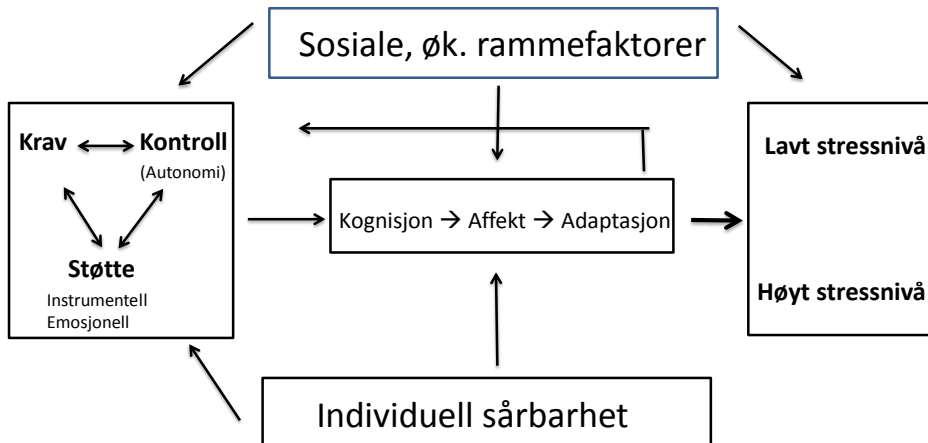 Sosiale, øk. rammefaktorer
Krav
Kontroll
(Autonomi)
Støtte
Instrumentell
Emosjonell
Kognisjon → Affekt → Adaptasjon
Lavt stressnivå
Høyt stressnivå
Individuell sårbarhet